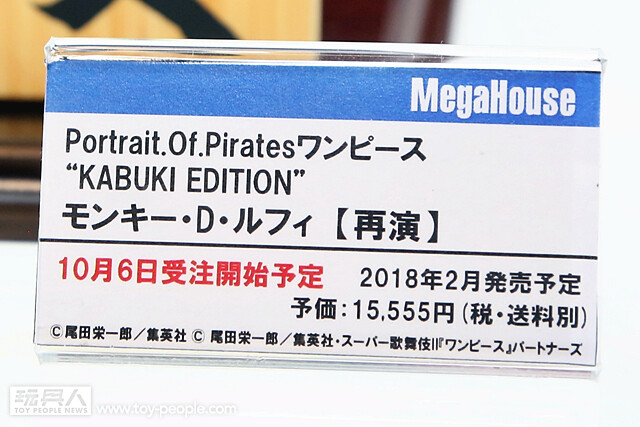 MegaHouse
Portrait.Of.Piratesワンピース
“KABUKI EDITION”
モンキー・D・ルフィ【再演】
10月6日受注開始予定 2018年2月発売予定
予価：15,555円（税・送料別）
©尾田栄一郎／集英社 © 尾田栄一郎／集英社・スーパー歌舞伎II『ワンピース』パートナーズ
玩具人
TOY PEOPLE NEWS www.toy-people.com